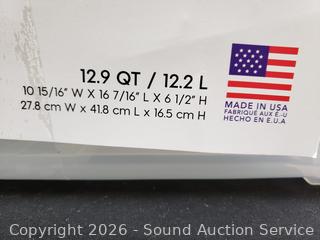 12.9 QT / 12.2 L
10 15/16" W X 16 7/16" L X 6 1/2" H
27.8 cm W x 41.8 cm L x 16.5 cm H
MADE IN USA
FABRIQUÉ AUX É.-U
HECHO EN E.U.A
Copyright 2026 - Sound Auction Service